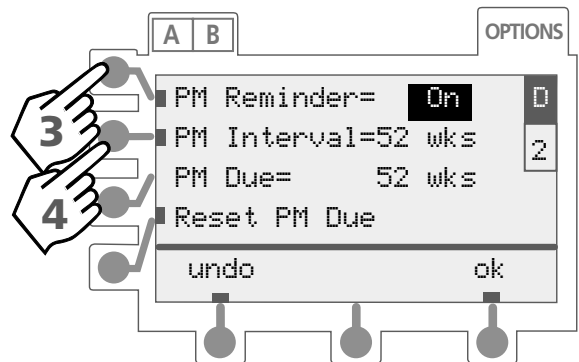 A B
OPTIONS
PM Reminder= On
D
3
PM Interval=52 wks
2
PM Due= 52 wks
4
Reset PM Due
undo ok